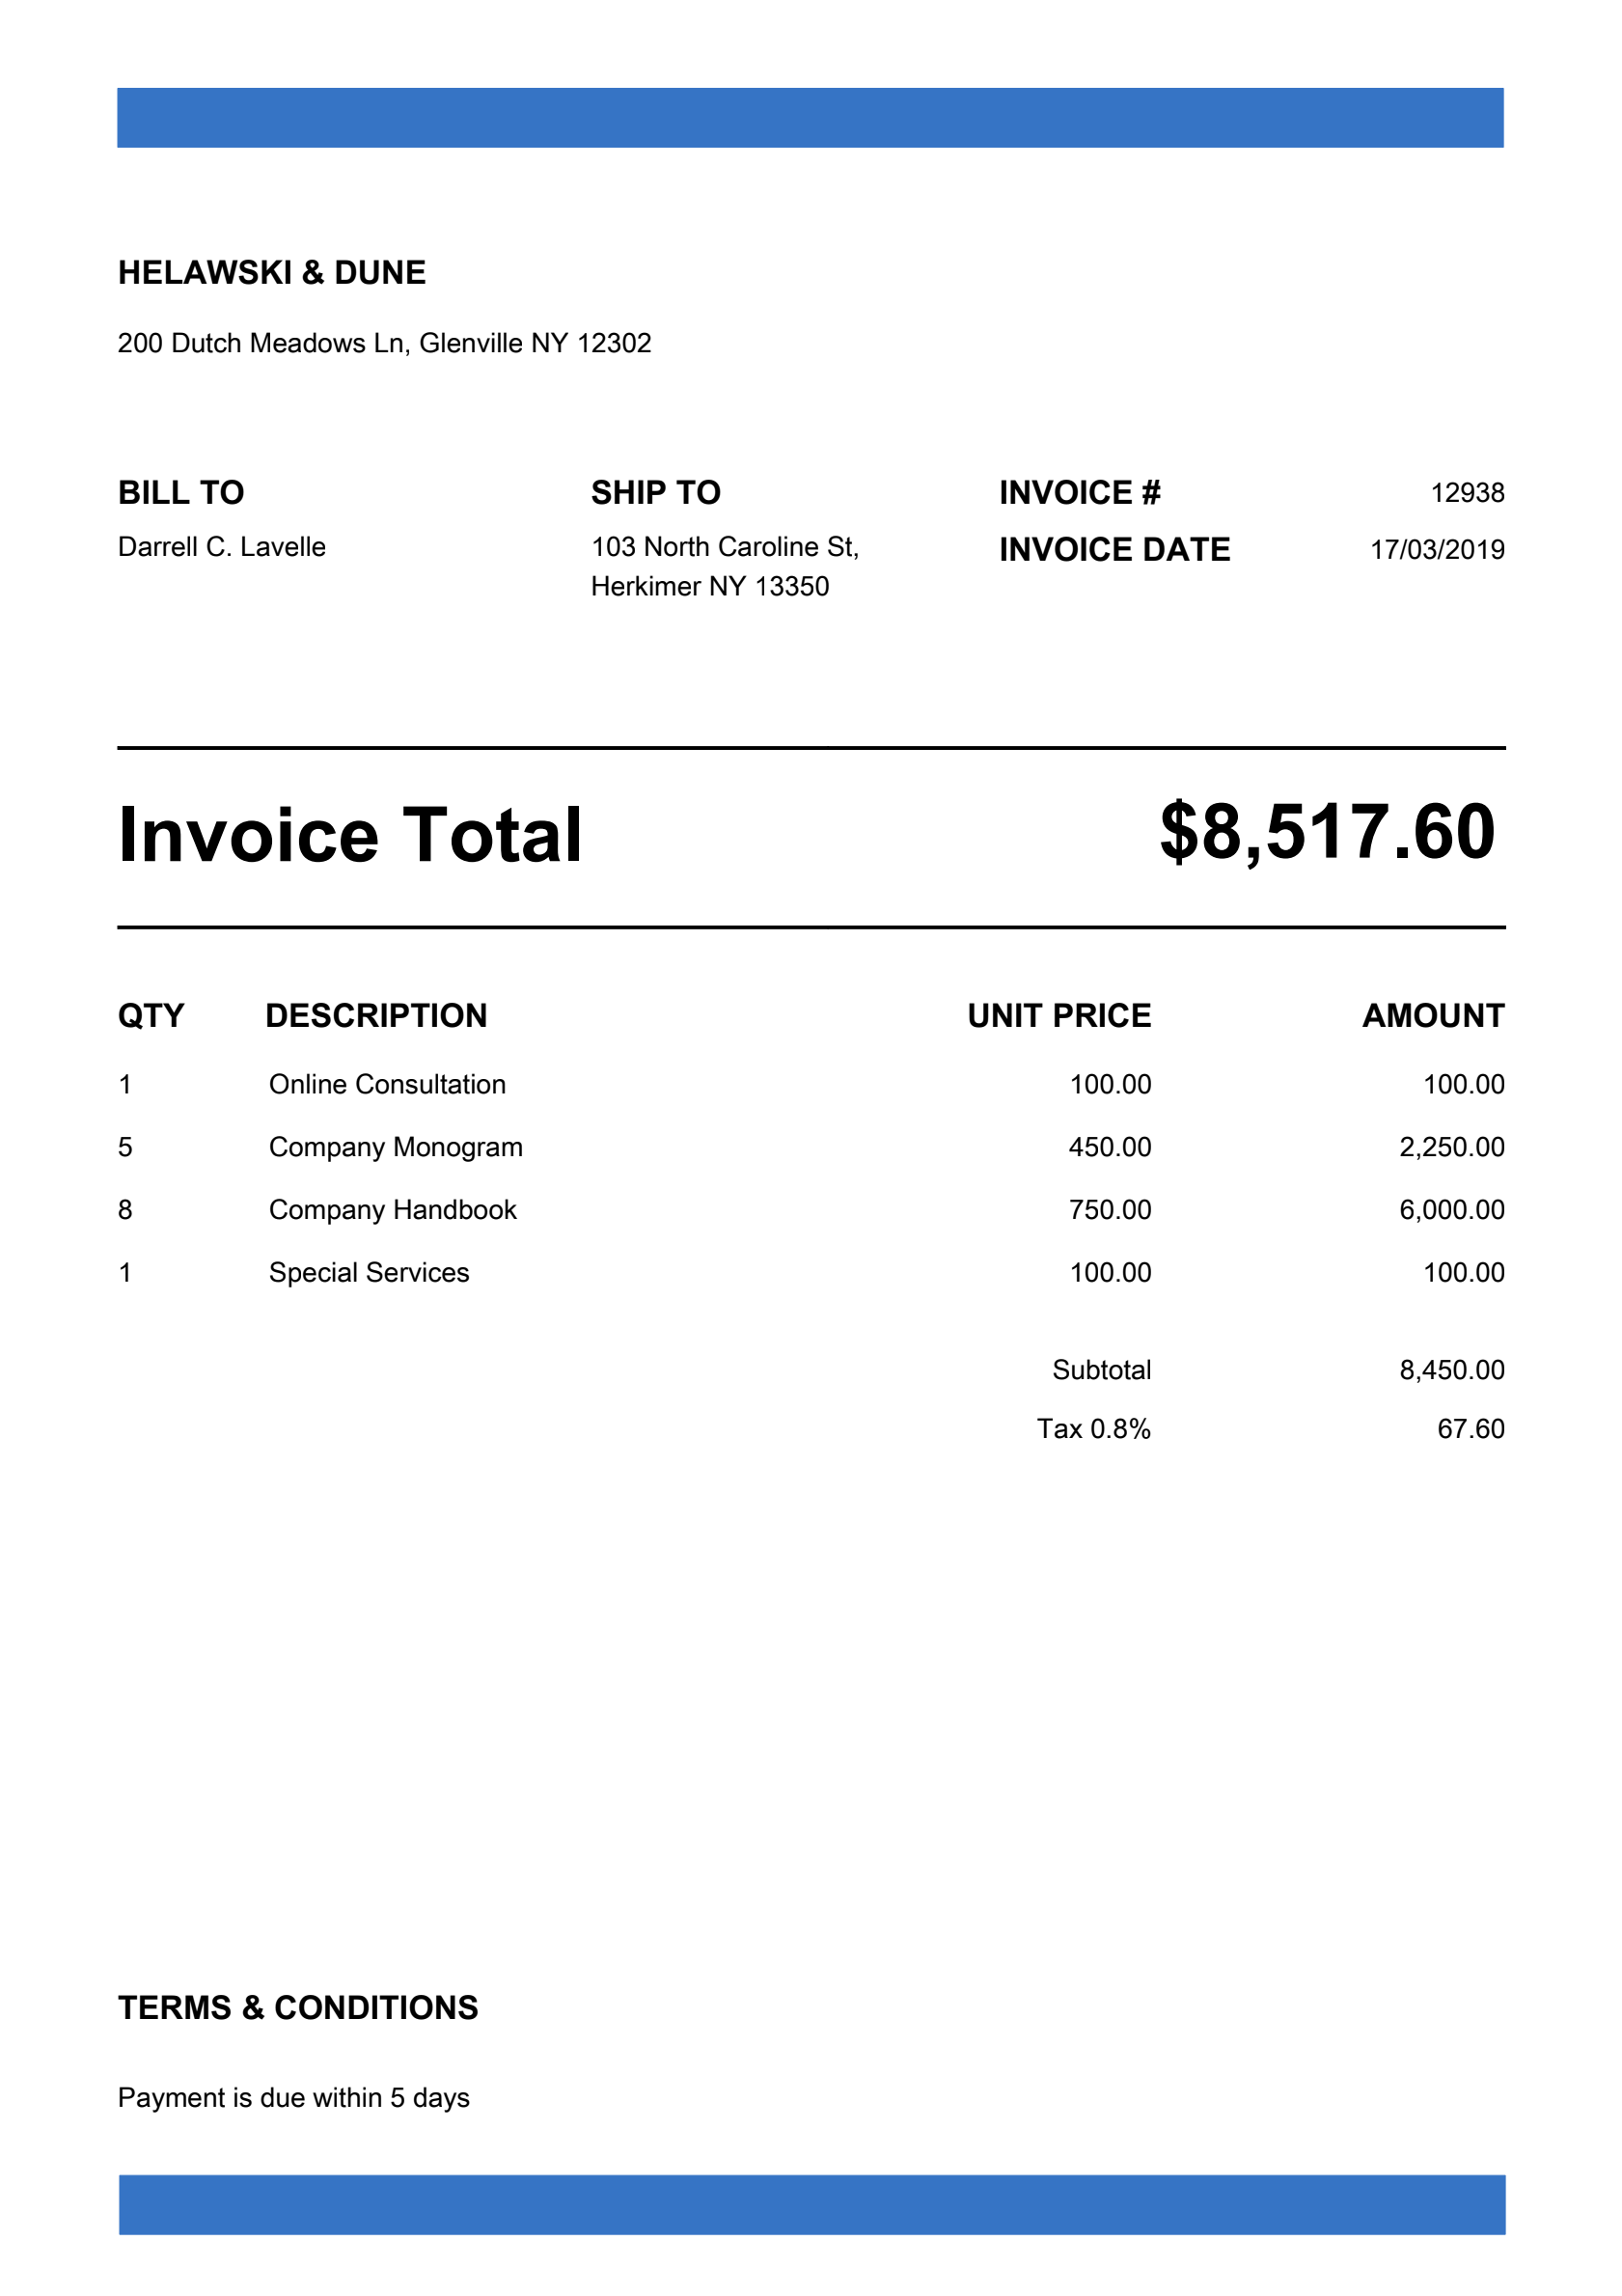 HELAWSKI & DUNE
200 Dutch Meadows Ln, Glenville NY 12302
BILL TO
Darrell C. Lavelle
SHIP TO
103 North Caroline St,
Herkimer NY 13350
INVOICE # 12938
INVOICE DATE 17/03/2019
Invoice Total $8,517.60
QTY DESCRIPTION UNIT PRICE AMOUNT
1 Online Consultation 100.00 100.00
5 Company Monogram 450.00 2,250.00
8 Company Handbook 750.00 6,000.00
1 Special Services 100.00 100.00
Subtotal 8,450.00
Tax 0.8% 67.60
TERMS & CONDITIONS
Payment is due within 5 days